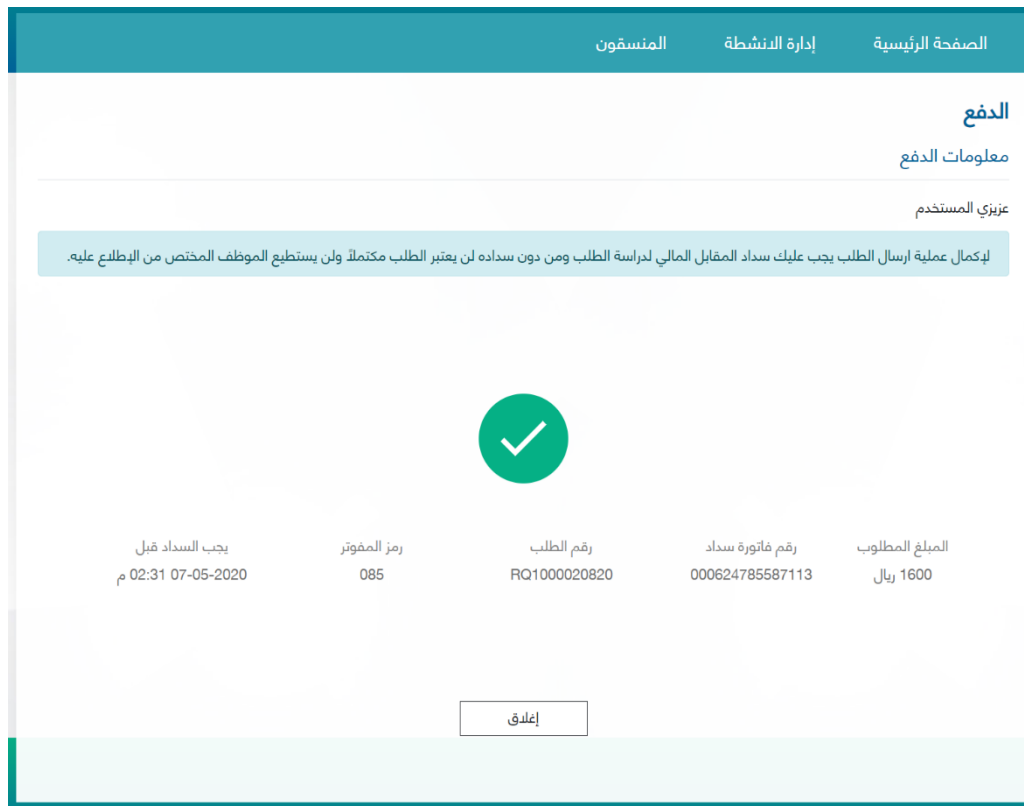 الصفحة الرئيسية إدارة الانشطة المنسقون
الدفع
معلومات الدفع
عزيزي المستخدم
لإكمال عملية ارسال الطلب يجب عليك سداد المقابل المالي لدراسة الطلب ومن دون سداده لن يعتبر الطلب مكتملاً ولن يستطيع الموظف المختص من الإطلاع عليه.
المبلغ المطلوب رقم فاتورة سداد رقم الطلب رمز المفوتر يجب السداد قبل
1600 ريال 000624785587113 RQ1000020820 085 07-05-2020 02:31 م
إغلاق